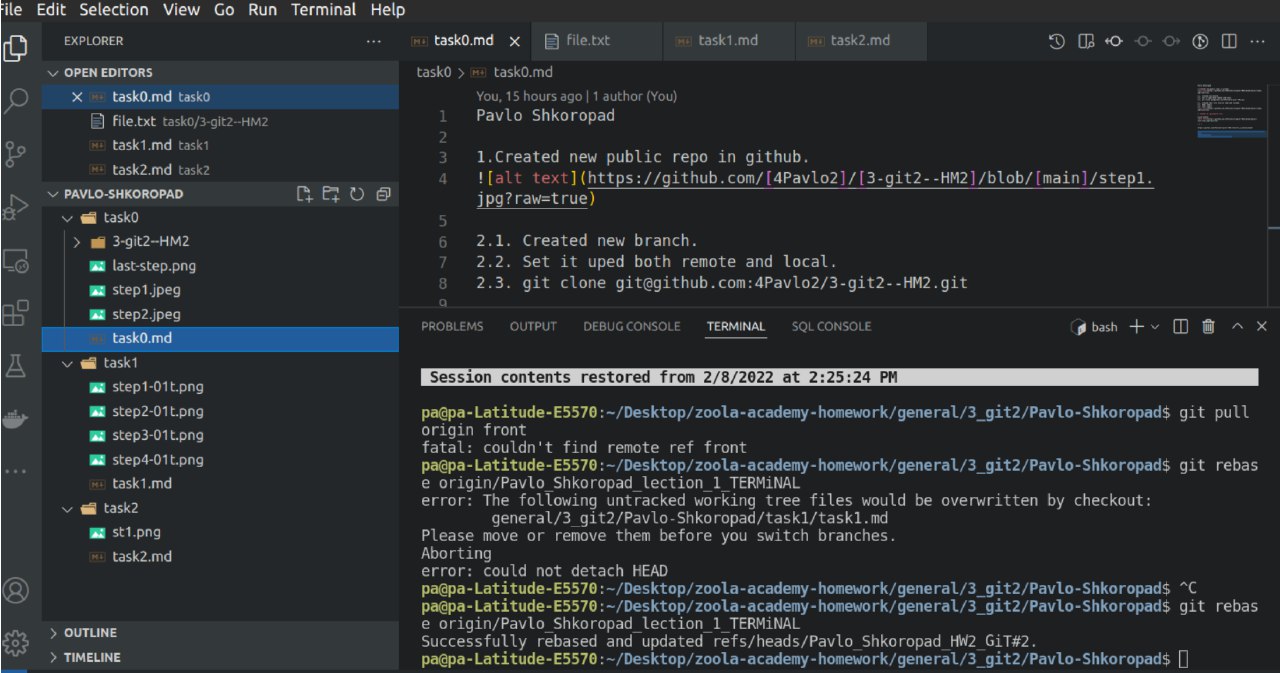 File Edit Selection View Go Run Terminal Help
EXPLORER
OPEN EDITORS
task0.md task0
file.txt task0/3-git2--HM2
task1.md task1
task2.md task2
PAVLO-SHKOROPAD
task0
3-git2--HM2
last-step.png
step1.jpeg
step2.jpeg
task0.md
task1
step1-01t.png
step2-01t.png
step3-01t.png
step4-01t.png
task1.md
task2
st1.png
task2.md
OUTLINE
TIMELINE
task0.md file.txt task1.md task2.md
task0 > task0.md
You, 15 hours ago | 1 author (You)
1 Pavlo Shkoropad
2
3 1.Created new public repo in github.
4 ![alt text](https://github.com/[4Pavlo2]/[3-git2--HM2]/blob/[main]/step1.
jpg?raw=true)
5
6 2.1. Created new branch.
7 2.2. Set it uped both remote and local.
8 2.3. git clone git@github.com:4Pavlo2/3-git2--HM2.git
9
PROBLEMS OUTPUT DEBUG CONSOLE TERMINAL SQL CONSOLE bash
Session contents restored from 2/8/2022 at 2:25:24 PM
pa@pa-Latitude-E5570:~/Desktop/zoola-academy-homework/general/3_git2/Pavlo-Shkoropad$ git pull
origin front
fatal: couldn't find remote ref front
pa@pa-Latitude-E5570:~/Desktop/zoola-academy-homework/general/3_git2/Pavlo-Shkoropad$ git rebas
e origin/Pavlo_Shkoropad_lection_1_TERMiNAL
error: The following untracked working tree files would be overwritten by checkout:
general/3_git2/Pavlo-Shkoropad/task1/task1.md
Please move or remove them before you switch branches.
Aborting
error: could not detach HEAD
pa@pa-Latitude-E5570:~/Desktop/zoola-academy-homework/general/3_git2/Pavlo-Shkoropad$ ^C
pa@pa-Latitude-E5570:~/Desktop/zoola-academy-homework/general/3_git2/Pavlo-Shkoropad$ git rebas
e origin/Pavlo_Shkoropad_lection_1_TERMiNAL
Successfully rebased and updated refs/heads/Pavlo_Shkoropad_HW2_GiT#2.
pa@pa-Latitude-E5570:~/Desktop/zoola-academy-homework/general/3_git2/Pavlo-Shkoropad$